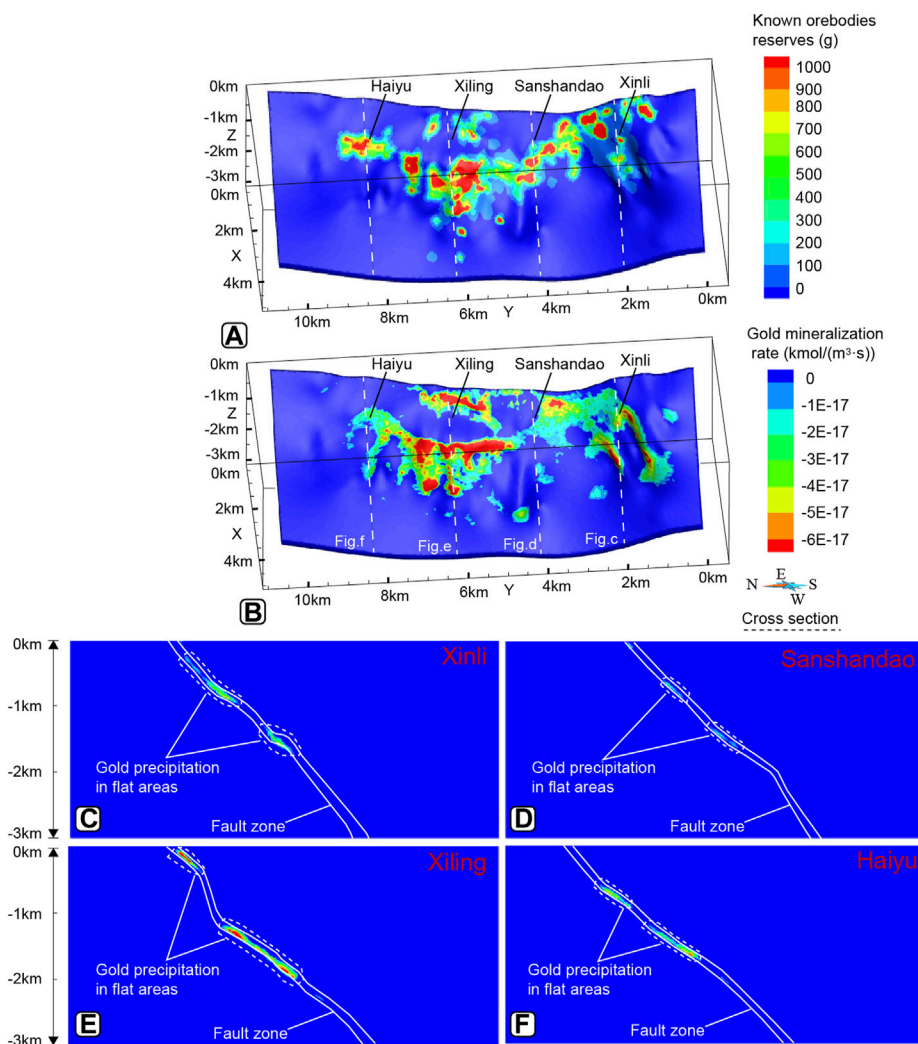 Known orebodies
reserves (g)
1000
900
800
700
600
500
400
300
200
100
0
0km
-1km
Z
-2km
-3km
0km
2km
X
4km
Haiyu
Xiling
Sanshandao
Xinli
10km
8km
6km
Y
4km
2km
0km
A
Gold mineralization
rate (kmol/(m³·s))
0
-1E-17
-2E-17
-3E-17
-4E-17
-5E-17
-6E-17
0km
-1km
Z
-2km
-3km
0km
2km
X
4km
Haiyu
Xiling
Sanshandao
Xinli
Fig.f
Fig.e
Fig.d
Fig.c
10km
8km
6km
Y
4km
2km
0km
B
E
N
S
W
Cross section
0km
-1km
-2km
-3km
Xinli
Gold precipitation
in flat areas
Fault zone
C
Sanshandao
Gold precipitation
in flat areas
Fault zone
D
0km
-1km
-2km
-3km
Xiling
Gold precipitation
in flat areas
Fault zone
E
Haiyu
Gold precipitation
in flat areas
Fault zone
F